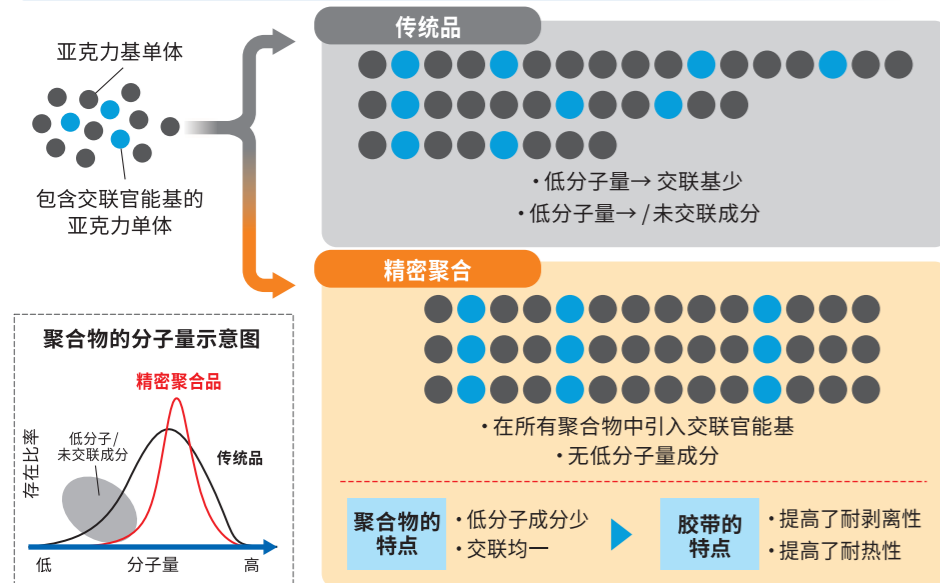 亚克力基单体
包含交联官能基的
亚克力单体
传统品
・低分子量→ 交联基少
・低分子量→ / 未交联成分
精密聚合
・在所有聚合物中引入交联官能基
・无低分子量成分
聚合物的
特点
・低分子成分少
・交联均一
胶带的
特点
・提高了耐剥离性
・提高了耐热性
聚合物的分子量示意图
精密聚合品
低分子/
未交联成分
传统品
存在比率
低
分子量
高